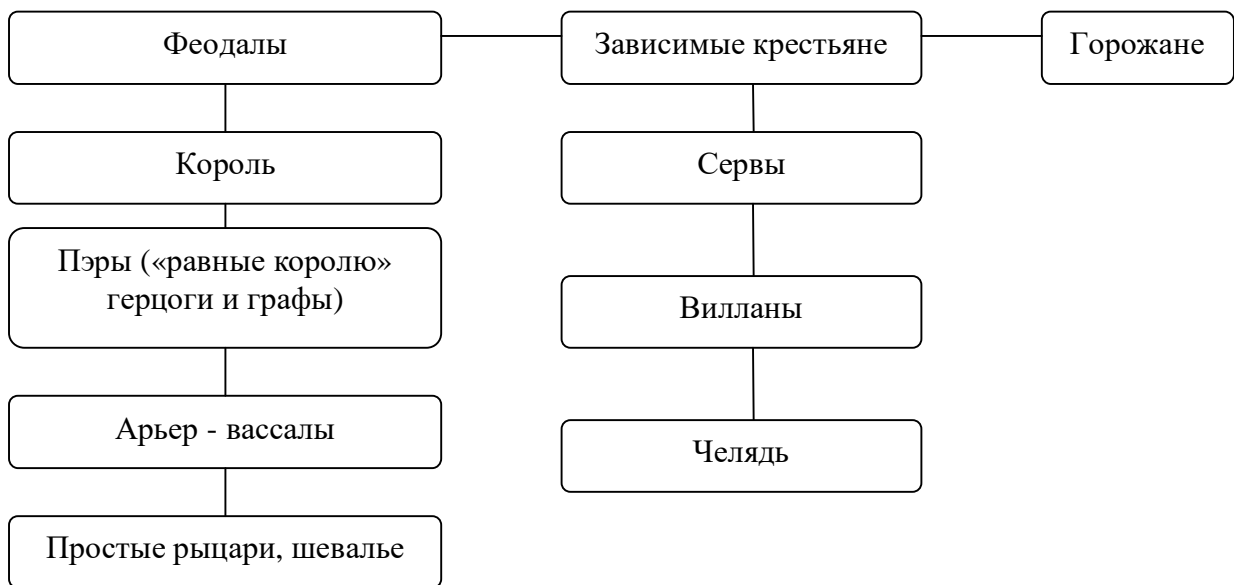 Феодалы
Зависимые крестьяне
Горожане
Король
Сервы
Пэры («равные королю»
герцоги и графы)
Вилланы
Арьер - вассалы
Челядь
Простые рыцари, шевалье